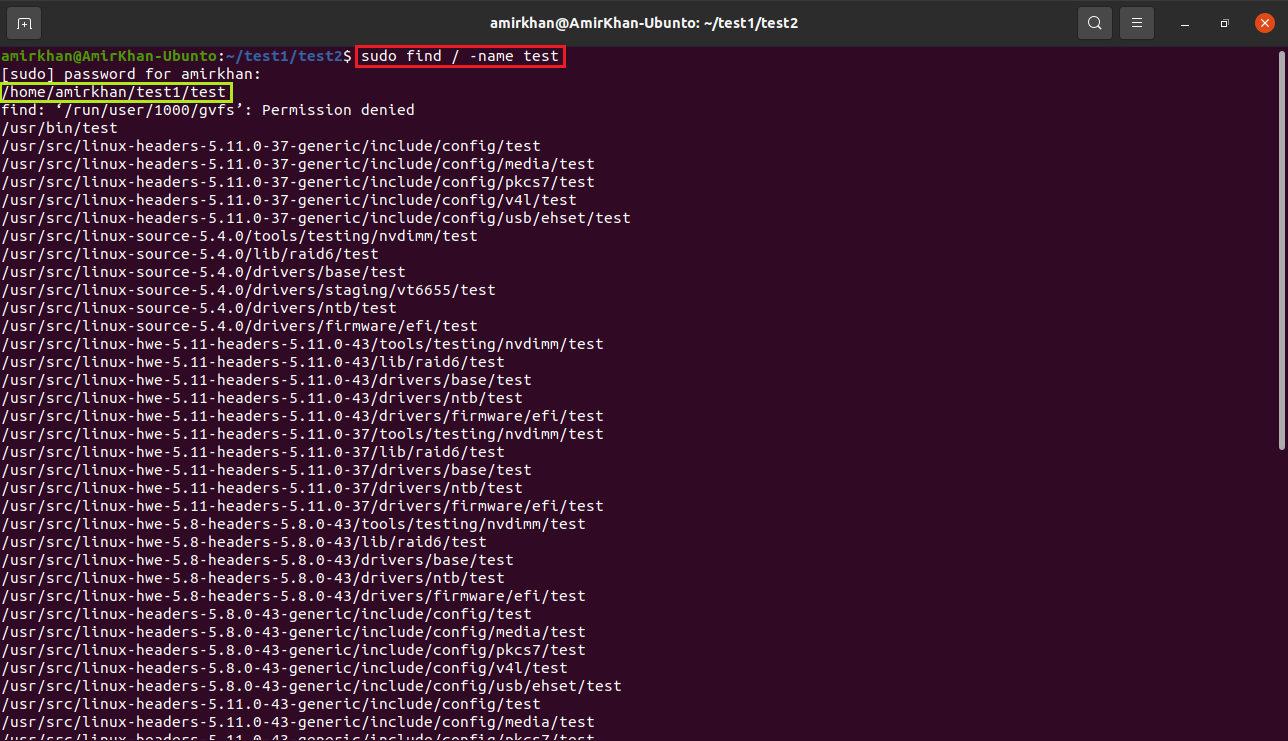 amirkhan@AmirKhan-Ubunto: ~/test1/test2
amirkhan@AmirKhan-Ubunto:~/test1/test2$ sudo find / -name test
[sudo] password for amirkhan:
/home/amirkhan/test1/test
find: ‘/run/user/1000/gvfs’: Permission denied
/usr/bin/test
/usr/src/linux-headers-5.11.0-37-generic/include/config/test
/usr/src/linux-headers-5.11.0-37-generic/include/config/media/test
/usr/src/linux-headers-5.11.0-37-generic/include/config/pkcs7/test
/usr/src/linux-headers-5.11.0-37-generic/include/config/v4l/test
/usr/src/linux-headers-5.11.0-37-generic/include/config/usb/ehset/test
/usr/src/linux-source-5.4.0/tools/testing/nvdimm/test
/usr/src/linux-source-5.4.0/lib/raid6/test
/usr/src/linux-source-5.4.0/drivers/base/test
/usr/src/linux-source-5.4.0/drivers/staging/vt6655/test
/usr/src/linux-source-5.4.0/drivers/ntb/test
/usr/src/linux-source-5.4.0/drivers/firmware/efi/test
/usr/src/linux-hwe-5.11-headers-5.11.0-43/tools/testing/nvdimm/test
/usr/src/linux-hwe-5.11-headers-5.11.0-43/lib/raid6/test
/usr/src/linux-hwe-5.11-headers-5.11.0-43/drivers/base/test
/usr/src/linux-hwe-5.11-headers-5.11.0-43/drivers/ntb/test
/usr/src/linux-hwe-5.11-headers-5.11.0-43/drivers/firmware/efi/test
/usr/src/linux-hwe-5.11-headers-5.11.0-37/tools/testing/nvdimm/test
/usr/src/linux-hwe-5.11-headers-5.11.0-37/lib/raid6/test
/usr/src/linux-hwe-5.11-headers-5.11.0-37/drivers/base/test
/usr/src/linux-hwe-5.11-headers-5.11.0-37/drivers/ntb/test
/usr/src/linux-hwe-5.11-headers-5.11.0-37/drivers/firmware/efi/test
/usr/src/linux-hwe-5.8-headers-5.8.0-43/tools/testing/nvdimm/test
/usr/src/linux-hwe-5.8-headers-5.8.0-43/lib/raid6/test
/usr/src/linux-hwe-5.8-headers-5.8.0-43/drivers/base/test
/usr/src/linux-hwe-5.8-headers-5.8.0-43/drivers/ntb/test
/usr/src/linux-hwe-5.8-headers-5.8.0-43/drivers/firmware/efi/test
/usr/src/linux-headers-5.8.0-43-generic/include/config/test
/usr/src/linux-headers-5.8.0-43-generic/include/config/media/test
/usr/src/linux-headers-5.8.0-43-generic/include/config/pkcs7/test
/usr/src/linux-headers-5.8.0-43-generic/include/config/v4l/test
/usr/src/linux-headers-5.8.0-43-generic/include/config/usb/ehset/test
/usr/src/linux-headers-5.11.0-43-generic/include/config/test
/usr/src/linux-headers-5.11.0-43-generic/include/config/media/test
/usr/src/linux-headers-5.11.0-43-generic/include/config/pkcs7/test